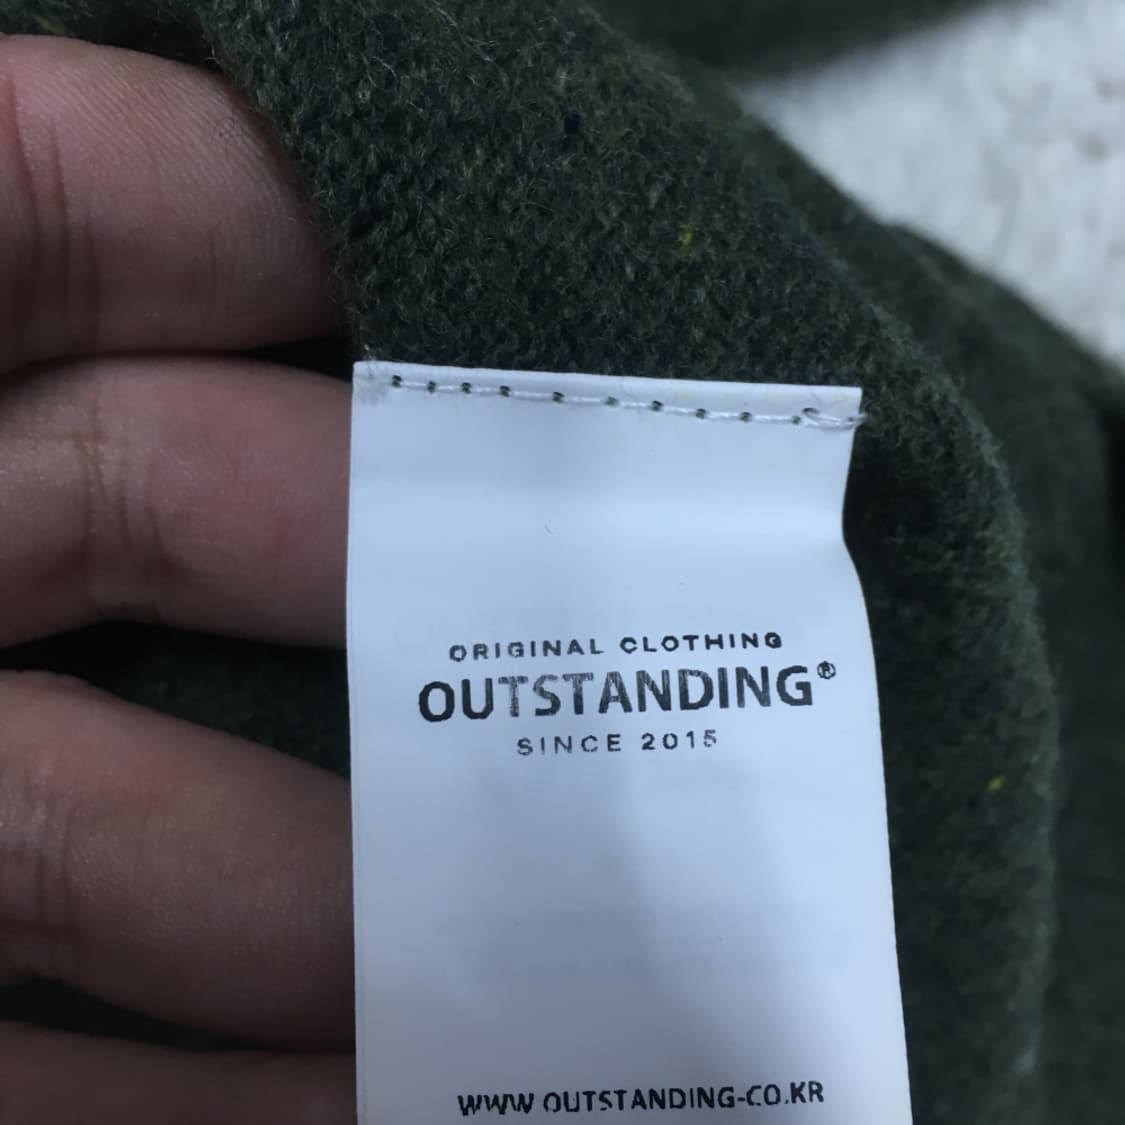 ORIGINAL CLOTHING
OUTSTANDING®
SINCE 2015
WWW OUTSTANDING-CO.KR